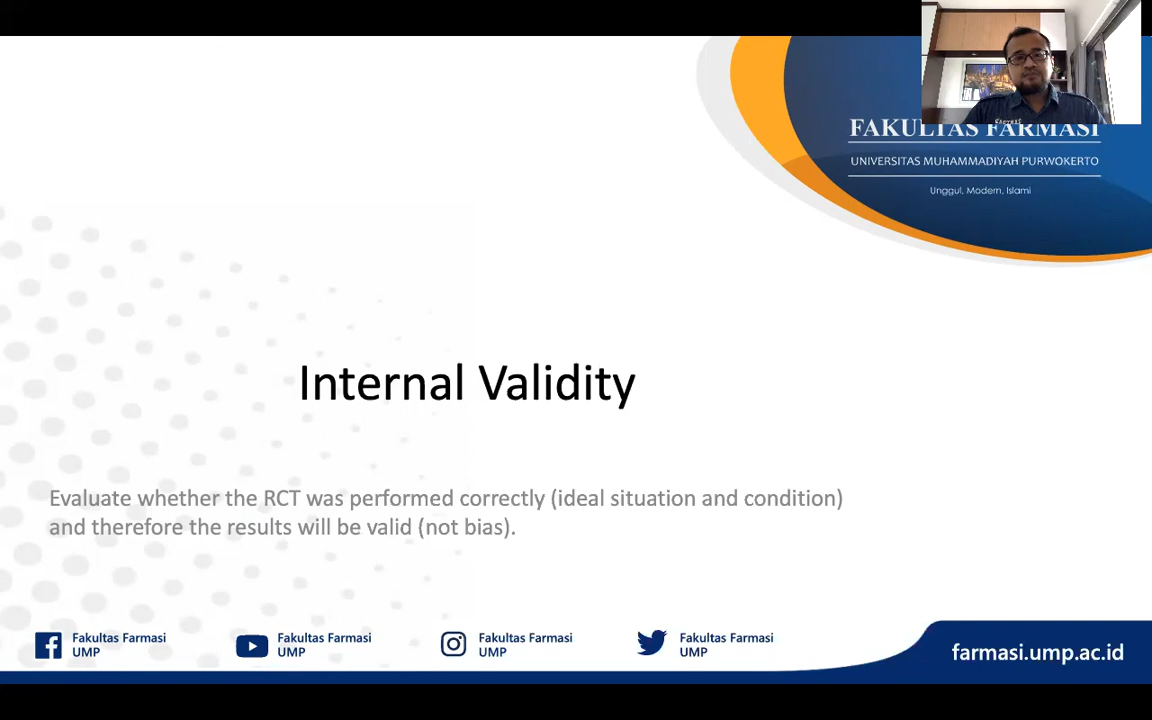 FAKULTAS FARMASI
UNIVERSITAS MUHAMMADIYAH PURWOKERTO
Unggul, Modern, Islami
Internal Validity
Evaluate whether the RCT was performed correctly (ideal situation and condition)
and therefore the results will be valid (not bias).
Fakultas Farmasi
UMP
Fakultas Farmasi
UMP
Fakultas Farmasi
UMP
Fakultas Farmasi
UMP
farmasi.ump.ac.id